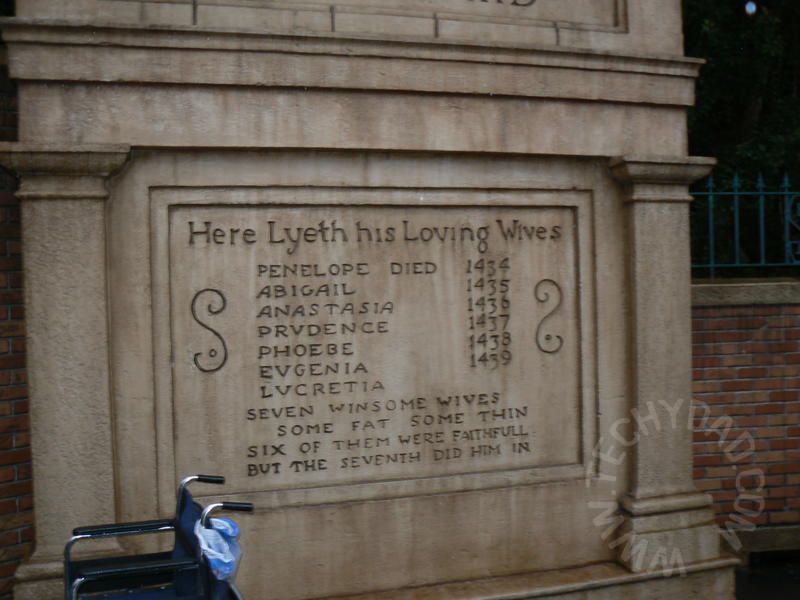 Here Lyeth his Loving Wives
PENELOPE DIED 1434
ABIGAIL 1435
ANASTASIA 1436
PRVDENCE 1437
PHOEBE 1438
EVGENIA 1439
LVCRETIA
SEVEN WINSOME WIVES
SOME FAT SOME THIN
SIX OF THEM WERE FAITHFULL
BUT THE SEVENTH DID HIM IN
WWW.TECHYDAD.COM